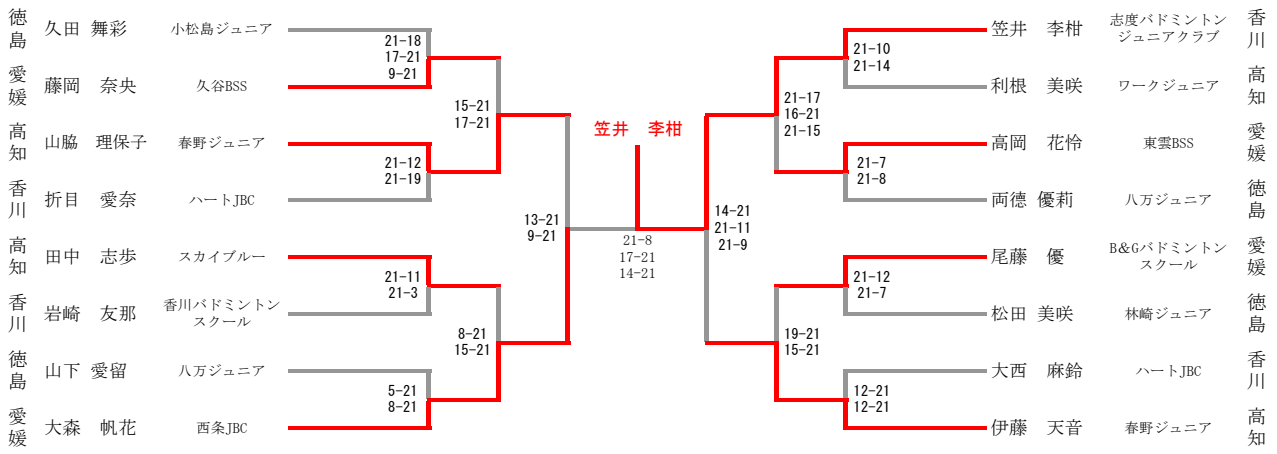 徳島 久田 舞彩 小松島ジュニア
21-18
17-21
9-21
愛媛 藤岡 奈央 久谷BSS
15-21
17-21
高知 山脇 理保子 春野ジュニア
21-12
21-19
香川 折目 愛奈 ハートJBC
13-21
9-21
高知 田中 志歩 スカイブルー
21-11
21-3
香川 岩崎 友那 香川バドミントン
スクール
8-21
15-21
徳島 山下 愛留 八万ジュニア
5-21
8-21
愛媛 大森 帆花 西条JBC
笠井 李柑
21-8
17-21
14-21
笠井 李柑 志度バドミントン
ジュニアクラブ 香川
21-10
21-14
利根 美咲 ワークジュニア 高知
21-17
16-21
21-15
高岡 花怜 東雲BSS 愛媛
21-7
21-8
両德 優莉 八万ジュニア 徳島
14-21
21-11
21-9
尾藤 優 B&Gバドミントン
スクール 愛媛
21-12
21-7
松田 美咲 林崎ジュニア 徳島
19-21
15-21
大西 麻鈴 ハートJBC 香川
12-21
12-21
伊藤 天音 春野ジュニア 高知